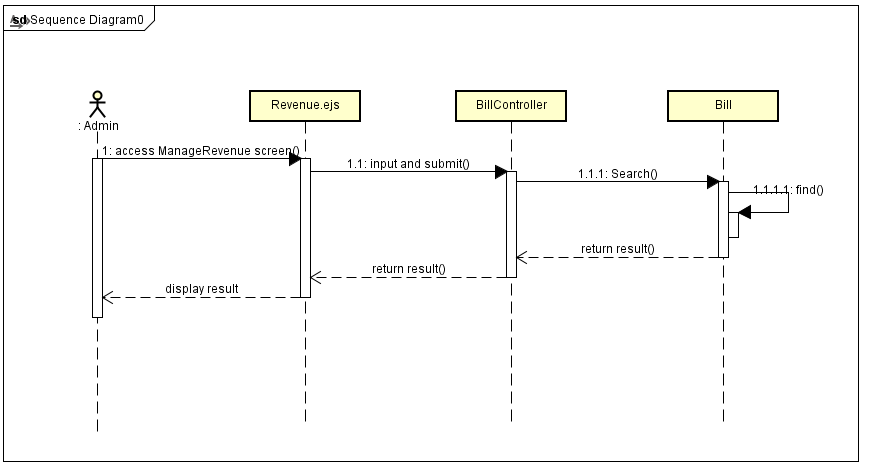 sd Sequence Diagram0
Revenue.ejs
BillController
Bill
: Admin
1: access ManageRevenue screen()
1.1: input and submit()
1.1.1: Search()
1.1.1.1: find()
return result()
return result()
display result